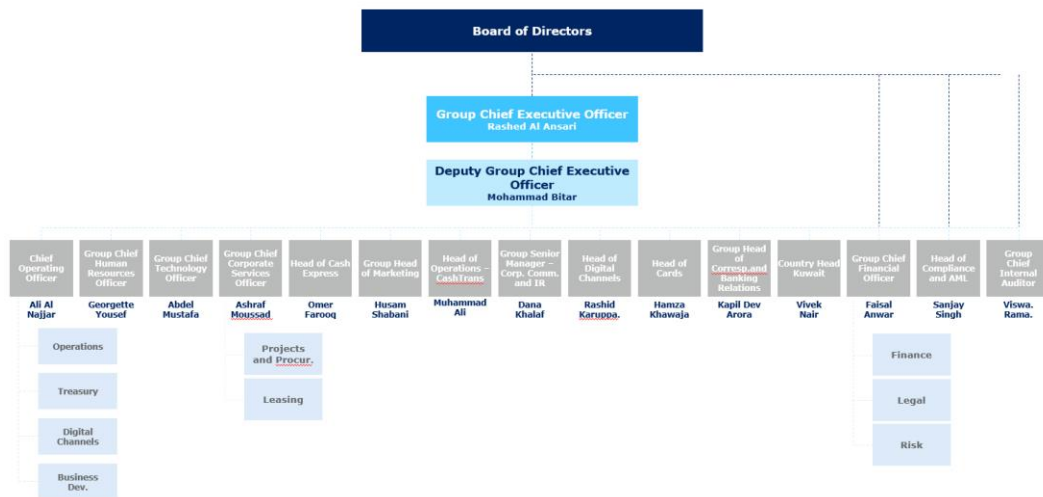 Board of Directors
Group Chief Executive Officer
Rashed Al Ansari
Deputy Group Chief Executive
Officer
Mohammad Bitar
Chief
Operating
Officer
Ali Al
Najjar
Group Chief
Human
Resources
Officer
Georgette
Yousef
Group Chief
Technology
Officer
Abdel
Mustafa
Group Chief
Corporate
Services
Officer
Ashraf
Moussad
Head of Cash
Express
Omer
Farooq
Group Head
of Marketing
Husam
Shabani
Head of
Operations –
CashTrans
Muhammad
Ali
Group Senior
Manager –
Corp. Comm.
and IR
Dana
Khalaf
Head of
Digital
Channels
Rashid
Karuppa.
Head of
Cards
Hamza
Khawaja
Group Head
of
Corresp.and
Banking
Relations
Kapil Dev
Arora
Country Head
Kuwait
Vivek
Nair
Group Chief
Financial
Officer
Faisal
Anwar
Head of
Compliance
and AML
Sanjay
Singh
Group
Chief
Internal
Auditor
Viswa.
Rama.
Operations
Treasury
Digital
Channels
Business
Dev.
Projects
and Procur.
Leasing
Finance
Legal
Risk